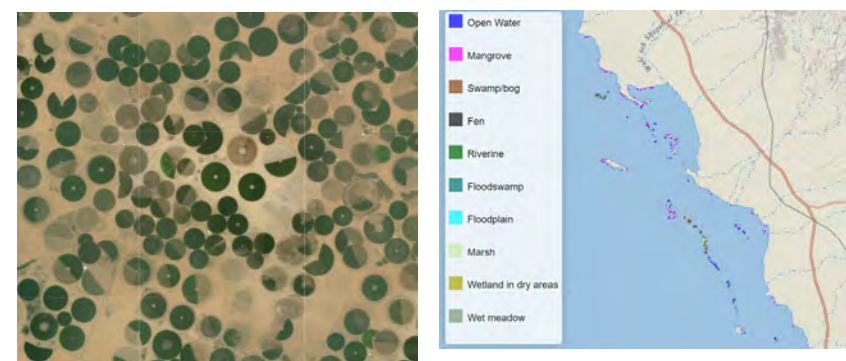 Open Water
Mangrove
Swamp/bog
Fen
Riverine
Floodswamp
Floodplain
Marsh
Wetland in dry areas
Wet meadow